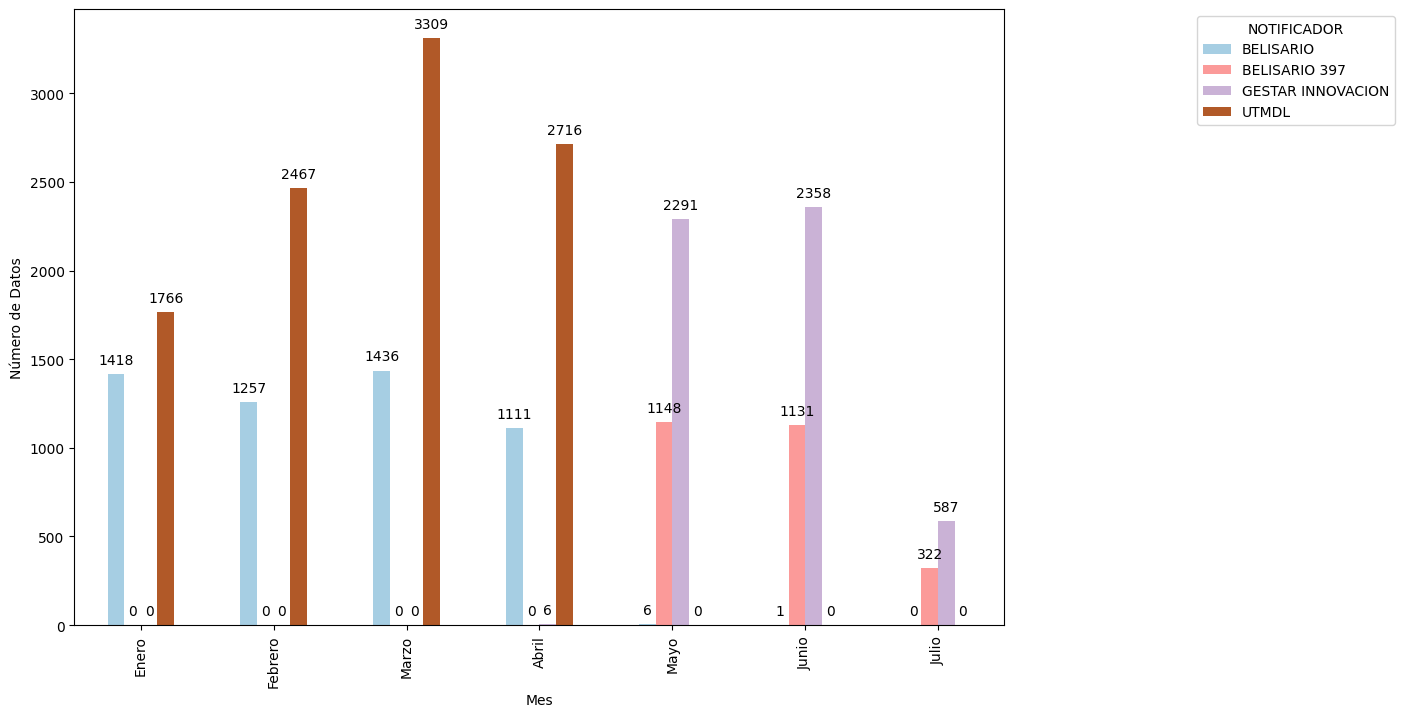 3309
2716
2467
2291
2358
1766
1418
1257
1436
1111
1148
1131
587
322
0 0
0 0
0 0
0 6
6 0
1 0
0 0
3000
2500
2000
1500
1000
500
0
Número de Datos
Enero
Febrero
Marzo
Abril
Mayo
Junio
Julio
Mes
NOTIFICADOR
BELISARIO
BELISARIO 397
GESTAR INNOVACION
UTMDL